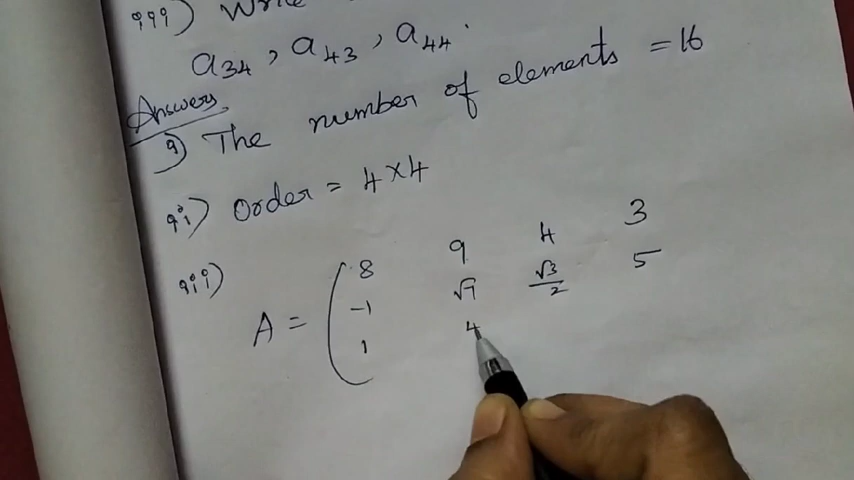 iii) Write
a34, a43, a44.
Answers
i) The number of elements = 16
ii) Order = 4×4
iii)
8 9 4 3
A = ( -1 √7 √3/2 5
1 4